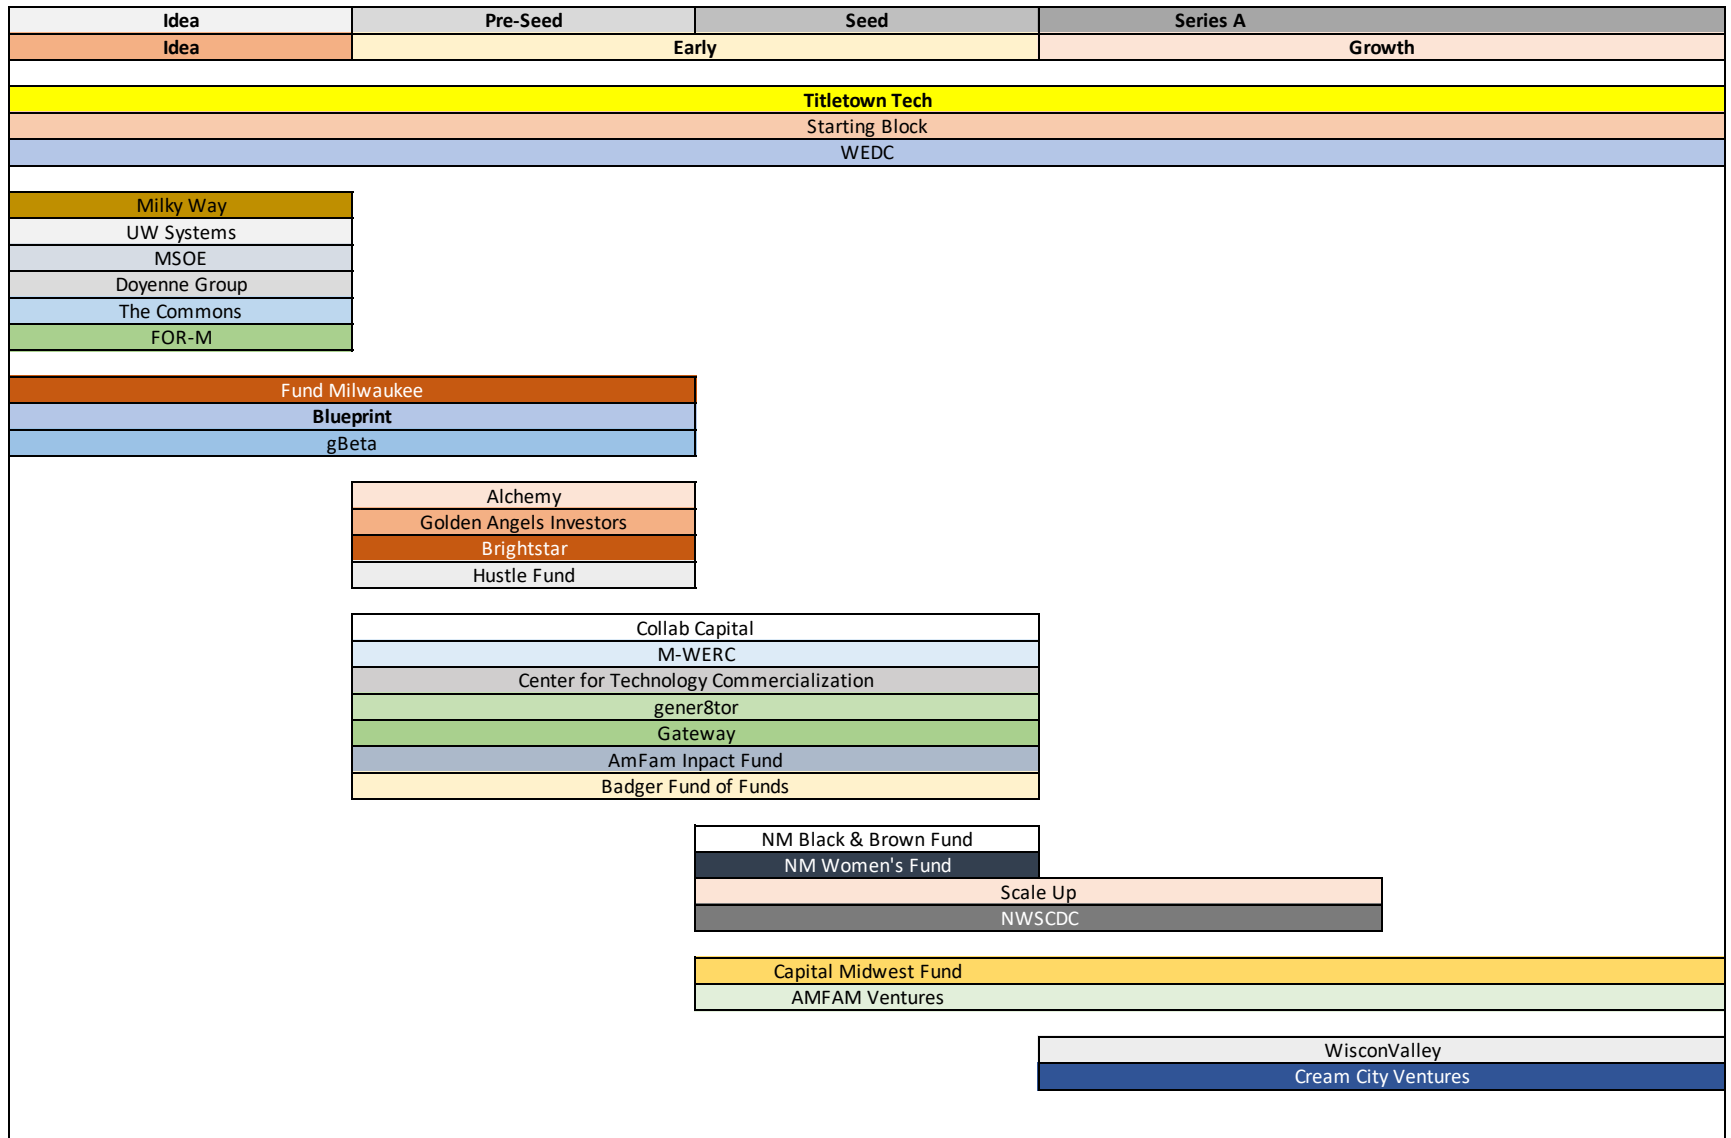 Idea Pre-Seed Seed Series A
Idea Early Growth
Titletown Tech
Starting Block
WEDC
Milky Way
UW Systems
MSOE
Doyenne Group
The Commons
FOR-M
Fund Milwaukee
Blueprint
gBeta
Alchemy
Golden Angels Investors
Brightstar
Hustle Fund
Collab Capital
M-WERC
Center for Technology Commercialization
gener8tor
Gateway
AmFam Inpact Fund
Badger Fund of Funds
NM Black & Brown Fund
NM Women's Fund
Scale Up
NWSCDC
Capital Midwest Fund
AMFAM Ventures
WisconValley
Cream City Ventures